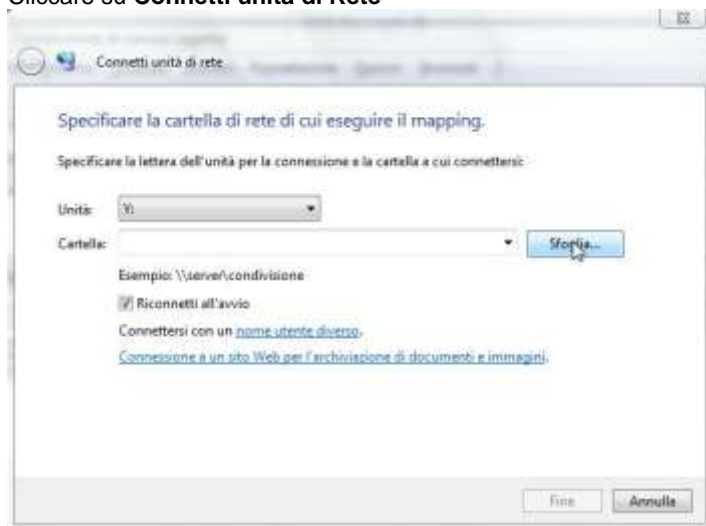 Cliccare su Connetti unità di Rete
Connetti unità di rete
Specificare la cartella di rete di cui eseguire il mapping.
Specificare la lettera dell'unità per la connessione e la cartella a cui connettersi:
Unità: Y:
Cartella: Sfoglia...
Esempio: \\server\condivisione
Riconnetti all'avvio
Connettersi con un nome utente diverso.
Connessione a un sito Web per l'archiviazione di documenti e immagini.
Fine Annulla